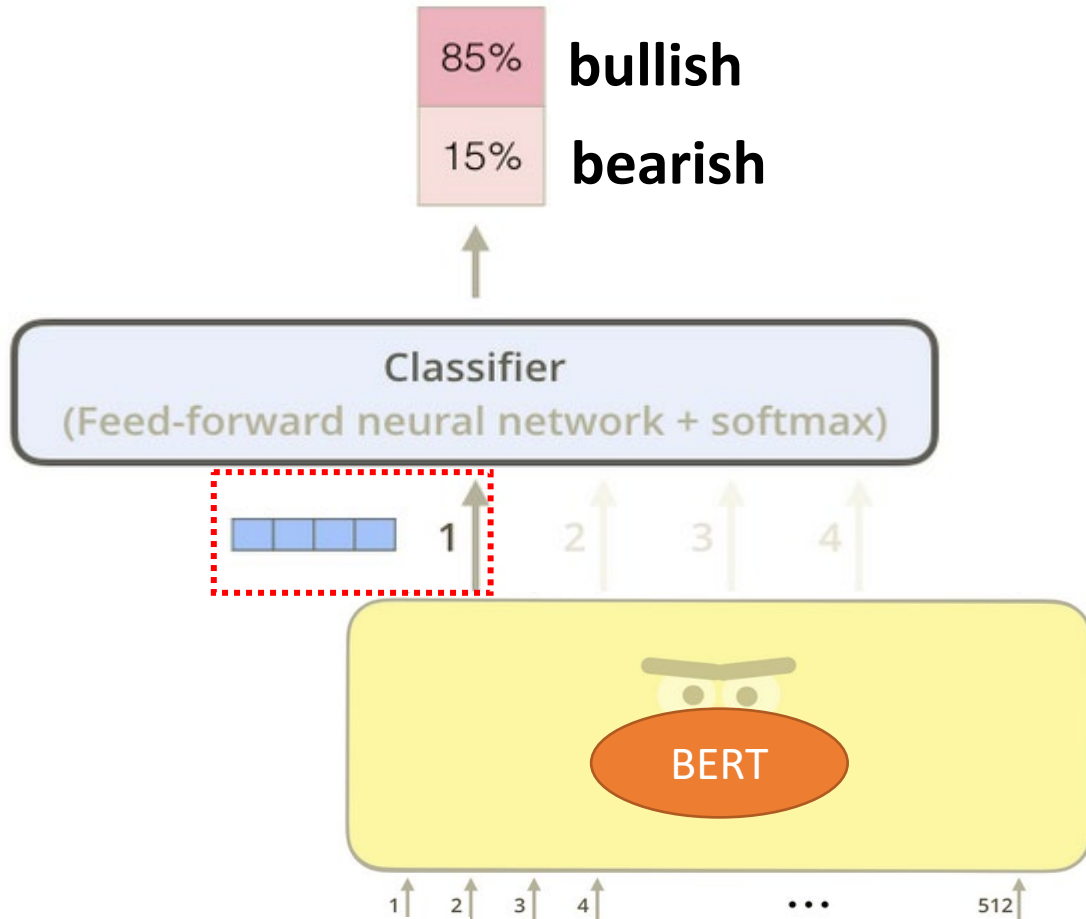 85% bullish
15% bearish
Classifier
(Feed-forward neural network + softmax)
1 2 3 4
BERT
1 2 3 4 ... 512